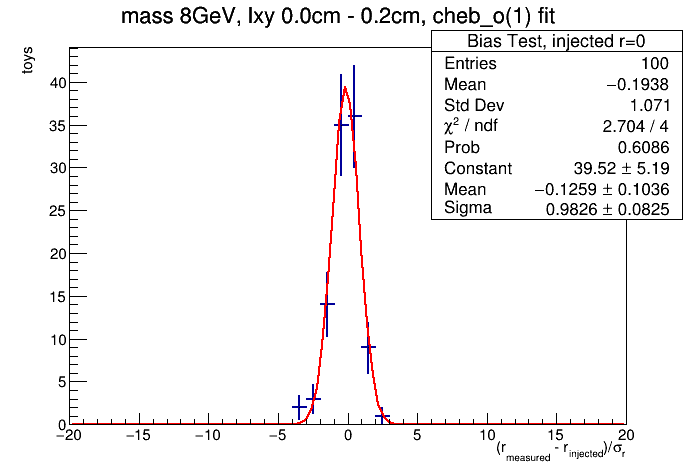 mass 8GeV, lxy 0.0cm - 0.2cm, cheb_o(1) fit
toys
Bias Test, injected r=0
Entries 100
Mean −0.1938
Std Dev 1.071
χ² / ndf 2.704 / 4
Prob 0.6086
Constant 39.52 ± 5.19
Mean −0.1259 ± 0.1036
Sigma 0.9826 ± 0.0825
40
35
30
25
20
15
10
5
0
−20 −15 −10 −5 0 5 10 15 20
(r_measured - r_injected)/σ_r